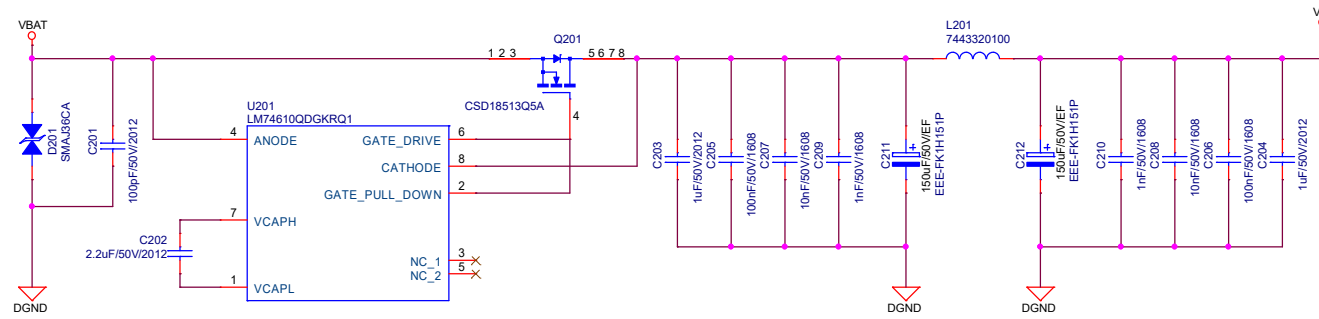 VBAT
D201
SMAJ36CA
C201
100pF/50V/2012
U201
LM74610QDGKRQ1
4
ANODE
GATE_DRIVE
6
CATHODE
8
GATE_PULL_DOWN
2
7
VCAPH
1
VCAPL
NC_1
3
NC_2
5
C202
2.2uF/50V/2012
1 2 3
Q201
5 6 7 8
CSD18513Q5A
4
C203
1uF/50V/2012
C205
100nF/50V/1608
C207
10nF/50V/1608
C209
1nF/50V/1608
C211
150uF/50V/EF
EEE-FK1H151P
L201
7443320100
C212
150uF/50V/EF
EEE-FK1H151P
C210
1nF/50V/1608
C208
10nF/50V/1608
C206
100nF/50V/1608
C204
1uF/50V/2012
DGND
DGND
DGND